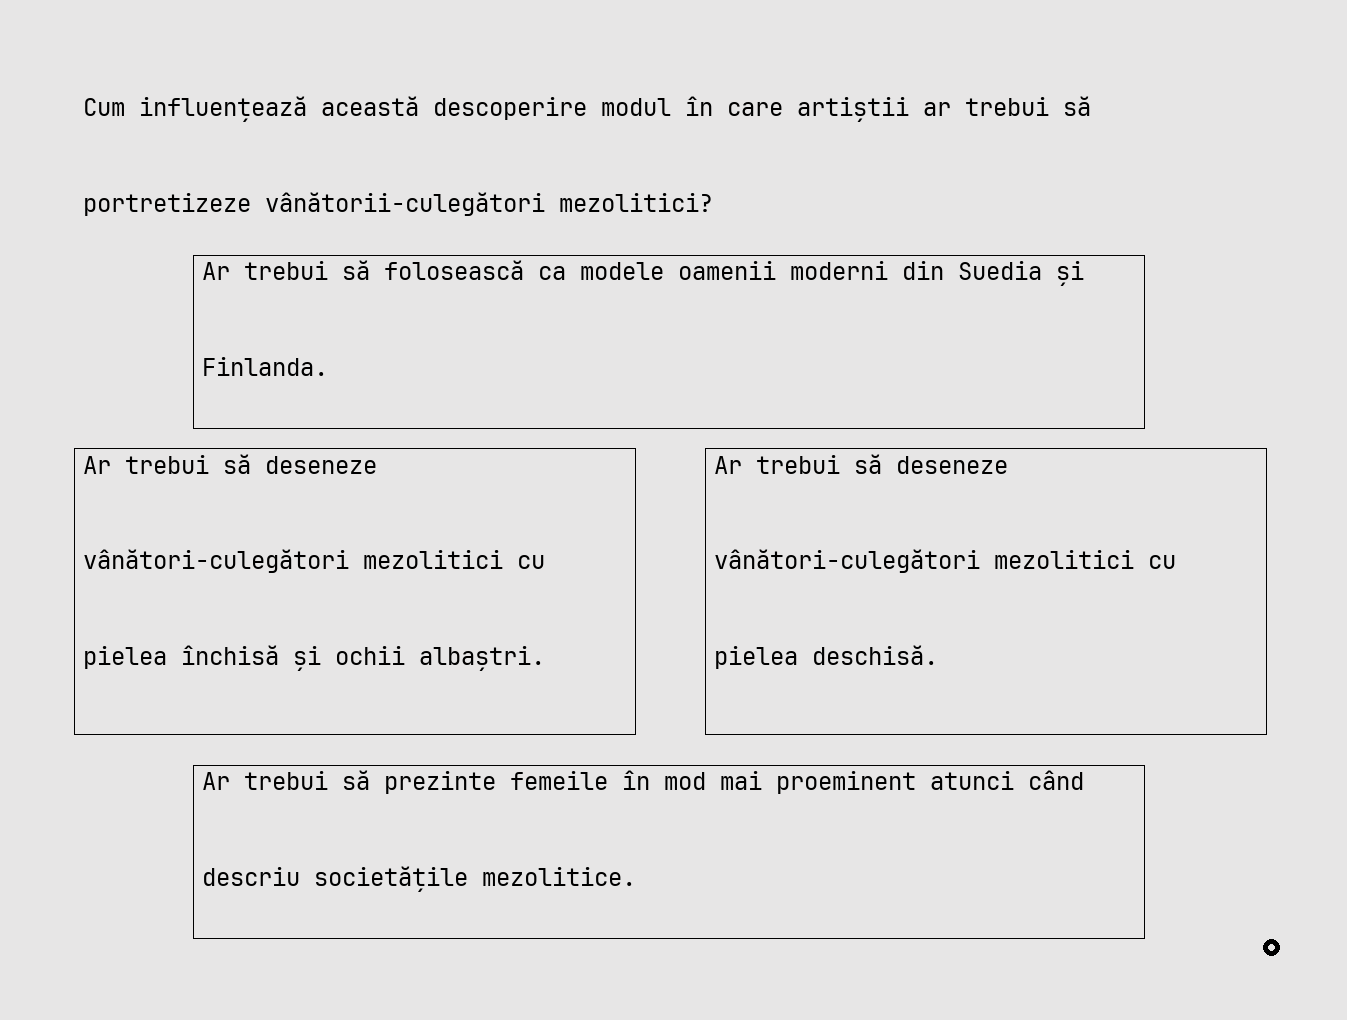 Cum influențează această descoperire modul în care artiștii ar trebui să
portretizeze vânătorii-culegători mezolitici?
Ar trebui să folosească ca modele oamenii moderni din Suedia și
Finlanda.
Ar trebui să deseneze
vânători-culegători mezolitici cu
pielea închisă și ochii albaștri.
Ar trebui să deseneze
vânători-culegători mezolitici cu
pielea deschisă.
Ar trebui să prezinte femeile în mod mai proeminent atunci când
descriu societățile mezolitice.